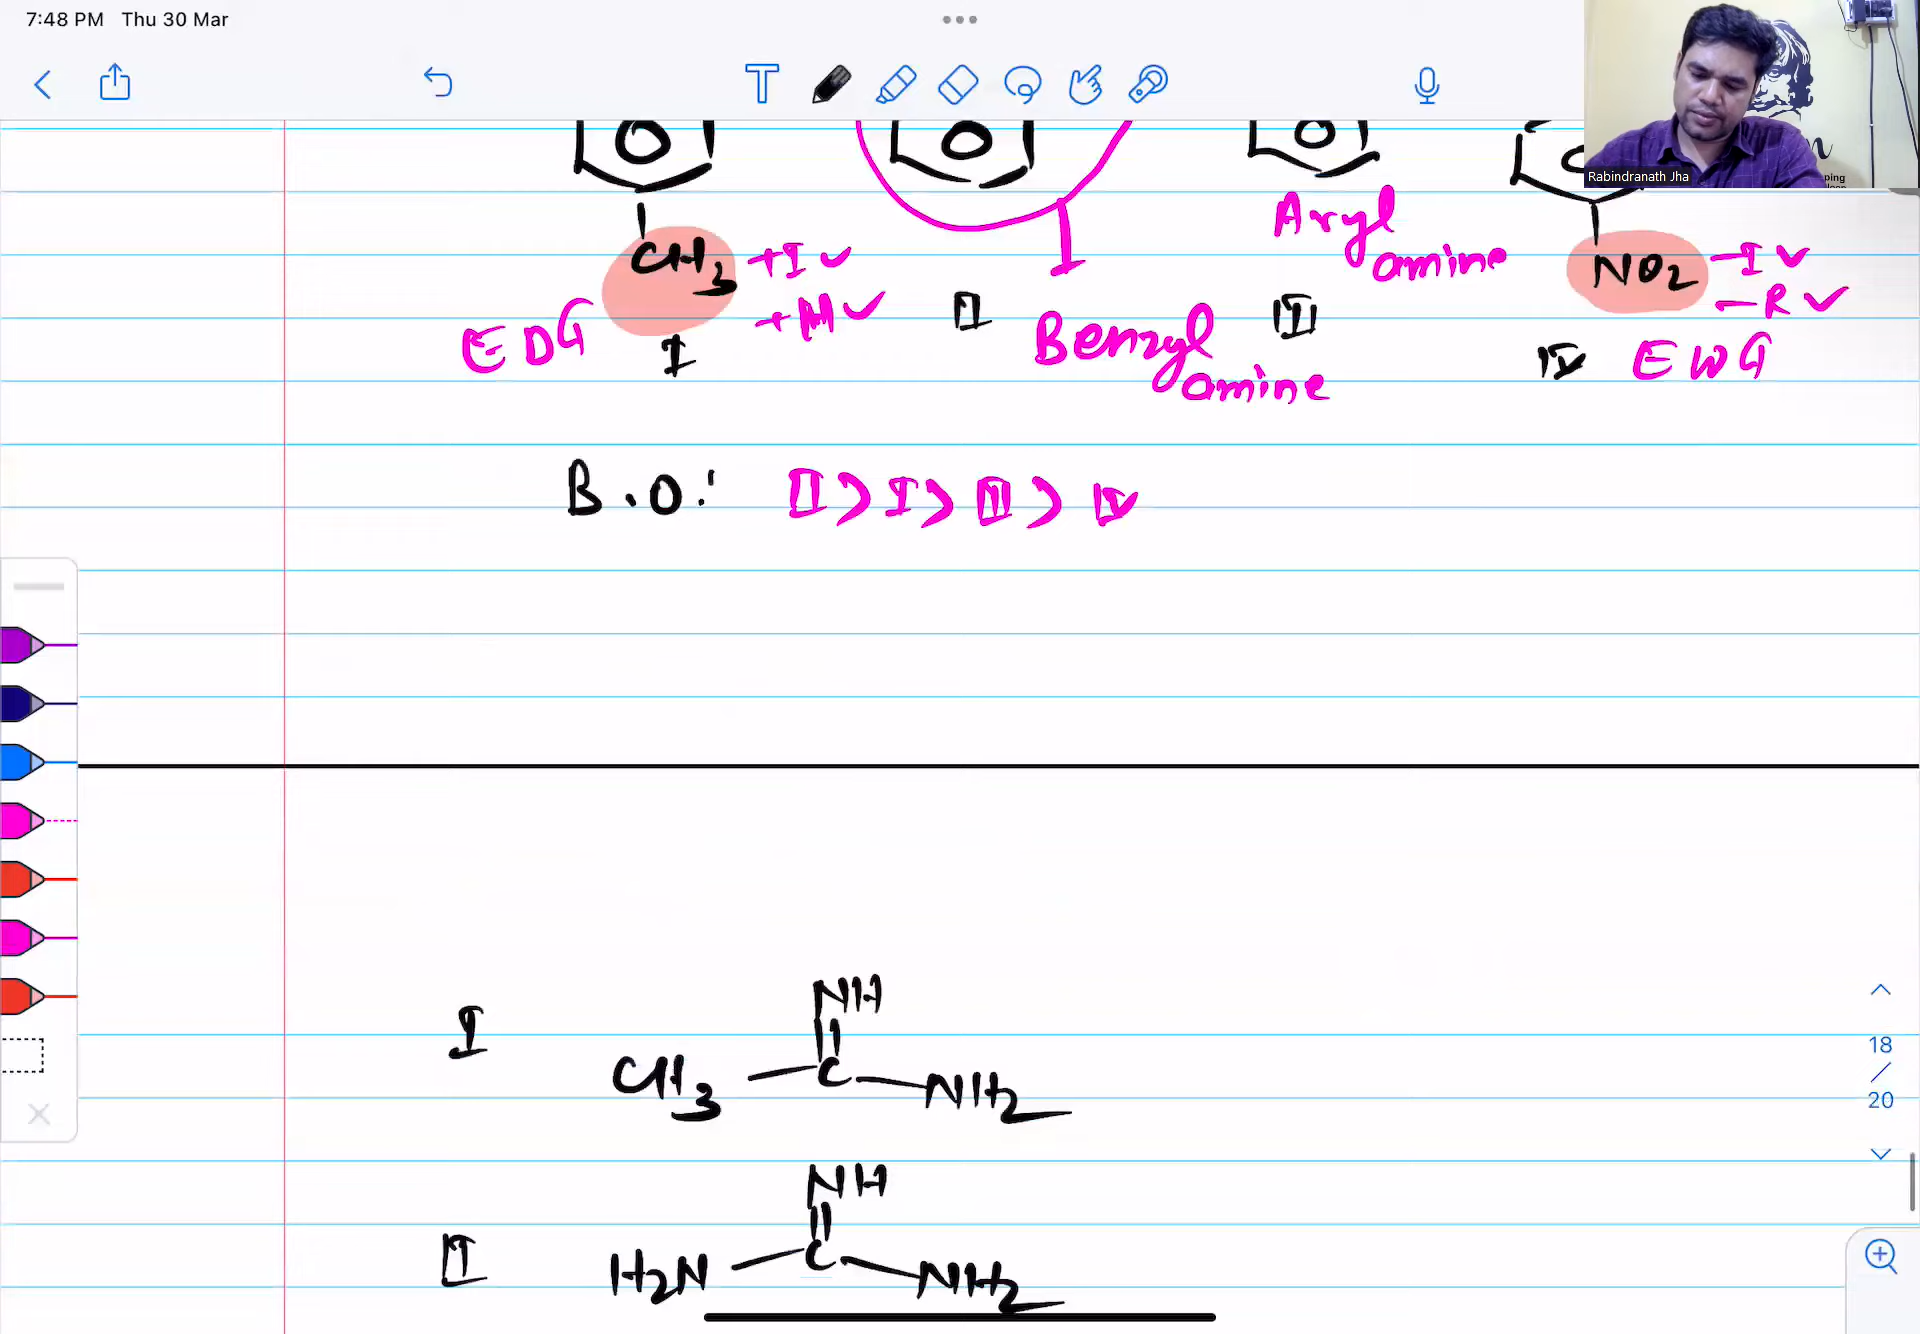 7:48 PM Thu 30 Mar
T
Rabindranath Jha
ping
O O O
CH3 +I ✓
+M ✓
EDG
I
II
Benzyl
amine
Aryl
amine
III
NO2 -I ✓
-R ✓
IV EWG
B.O: II > I > III > IV
I
NH
CH3 — C — NH2
II
NH
H2N — C — NH2
18
/
20